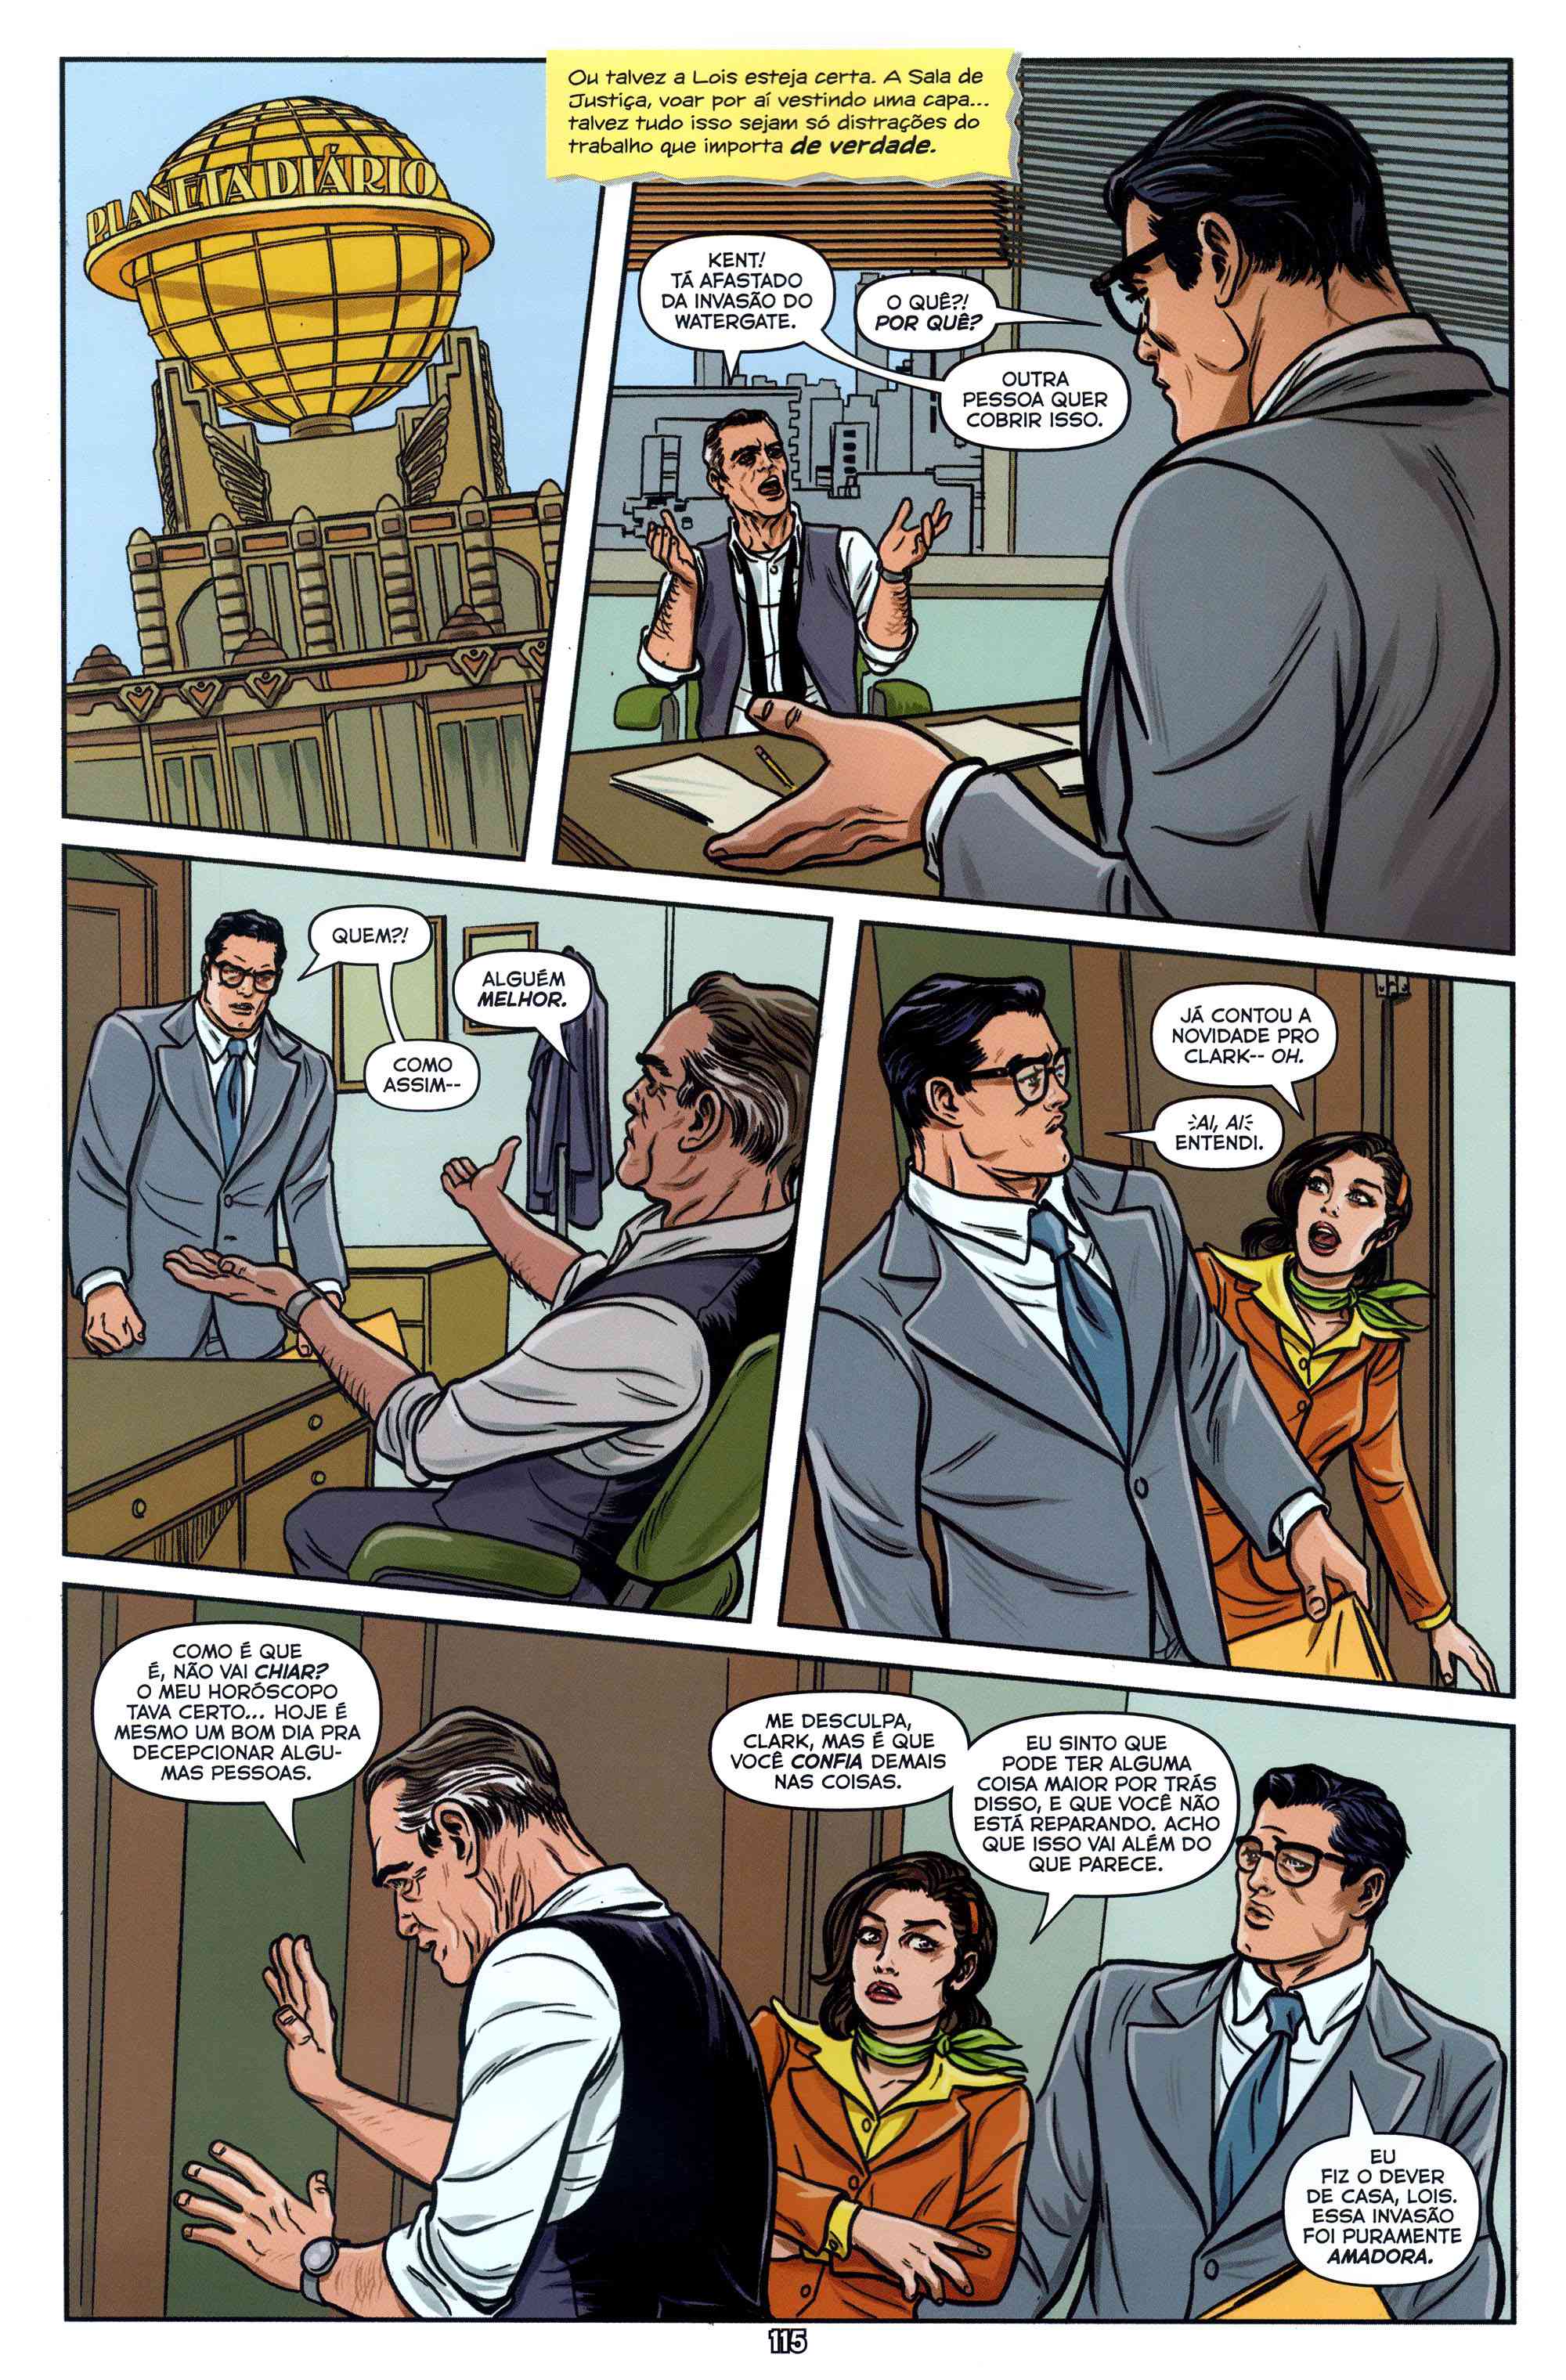 Ou talvez a Lois esteja certa. A Sala de
Justiça, voar por aí vestindo uma capa...
talvez tudo isso sejam só distrações do
trabalho que importa de verdade.
PLANETA DIÁRIO
KENT!
TÁ AFASTADO
DA INVASÃO DO
WATERGATE.
O QUÊ?!
POR QUÊ?
OUTRA
PESSOA QUER
COBRIR ISSO.
QUEM?!
COMO
ASSIM--
ALGUÉM
MELHOR.
JÁ CONTOU A
NOVIDADE PRO
CLARK-- OH.
AI, AI
ENTENDI.
COMO É QUE
É, NÃO VAI CHIAR?
O MEU HORÓSCOPO
TAVA CERTO... HOJE É
MESMO UM BOM DIA PRA
DECEPCIONAR ALGU-
MAS PESSOAS.
ME DESCULPA,
CLARK, MAS É QUE
VOCÊ CONFIA DEMAIS
NAS COISAS.
EU SINTO QUE
PODE TER ALGUMA
COISA MAIOR POR TRÁS
DISSO, E QUE VOCÊ NÃO
ESTÁ REPARANDO. ACHO
QUE ISSO VAI ALÉM DO
QUE PARECE.
EU
FIZ O DEVER
DE CASA, LOIS.
ESSA INVASÃO
FOI PURAMENTE
AMADORA.
115